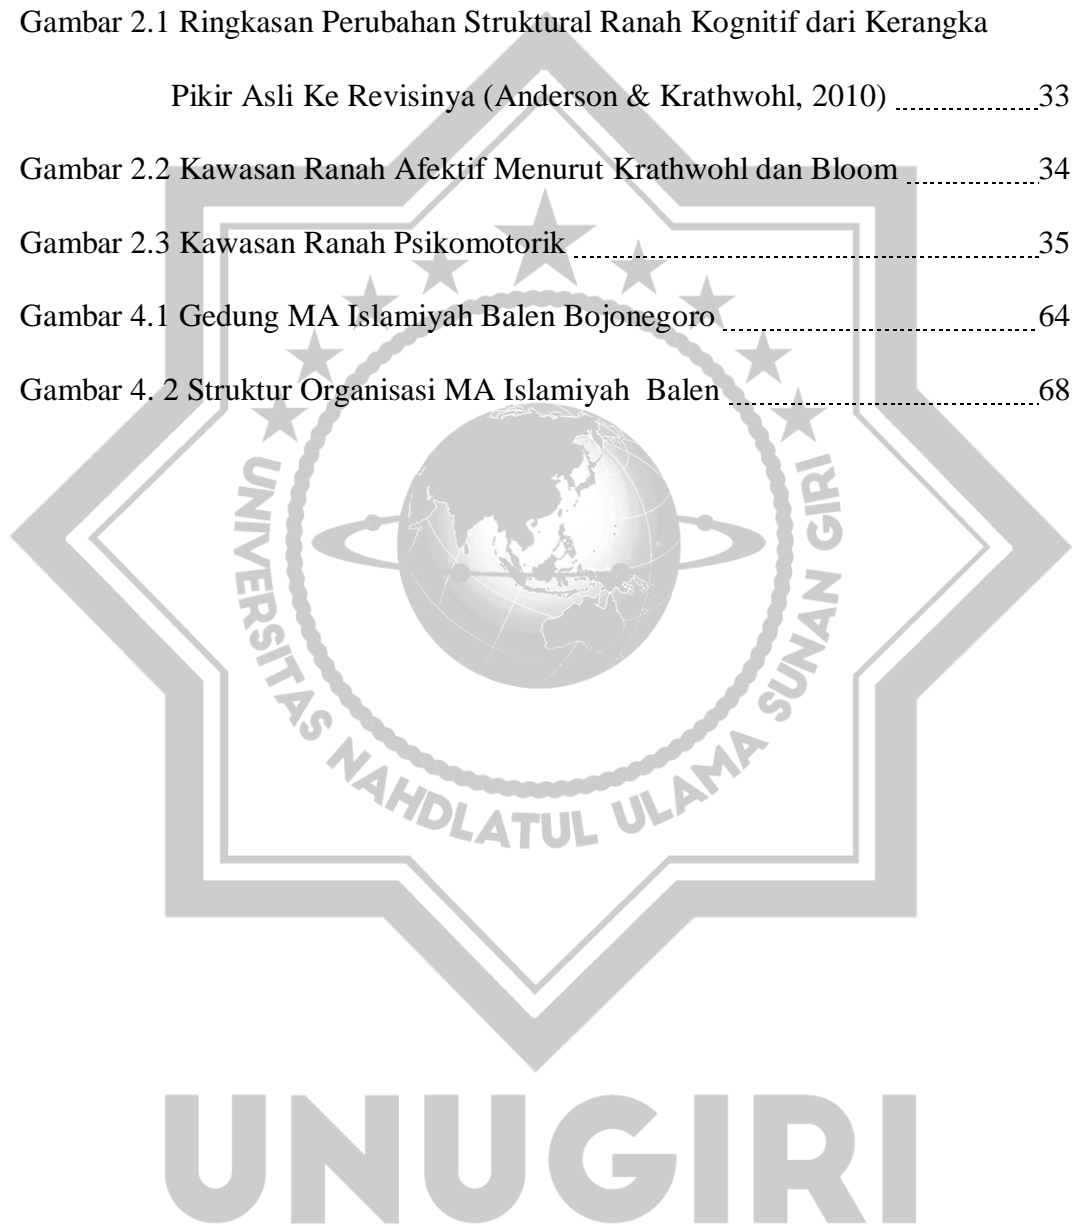 Gambar 2.1 Ringkasan Perubahan Struktural Ranah Kognitif dari Kerangka
Pikir Asli Ke Revisinya (Anderson & Krathwohl, 2010) 33
Gambar 2.2 Kawasan Ranah Afektif Menurut Krathwohl dan Bloom 34
Gambar 2.3 Kawasan Ranah Psikomotorik 35
Gambar 4.1 Gedung MA Islamiyah Balen Bojonegoro 64
Gambar 4. 2 Struktur Organisasi MA Islamiyah  Balen 68
UNIVERSITAS NAHDLATUL ULAMA SUNAN GIRI
UNUGIRI